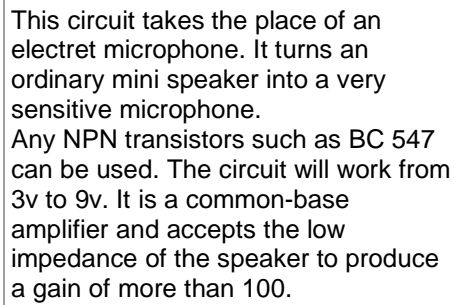 This circuit takes the place of an
electret microphone. It turns an
ordinary mini speaker into a very
sensitive microphone.
Any NPN transistors such as BC 547
can be used. The circuit will work from
3v to 9v. It is a common-base
amplifier and accepts the low
impedance of the speaker to produce
a gain of more than 100.